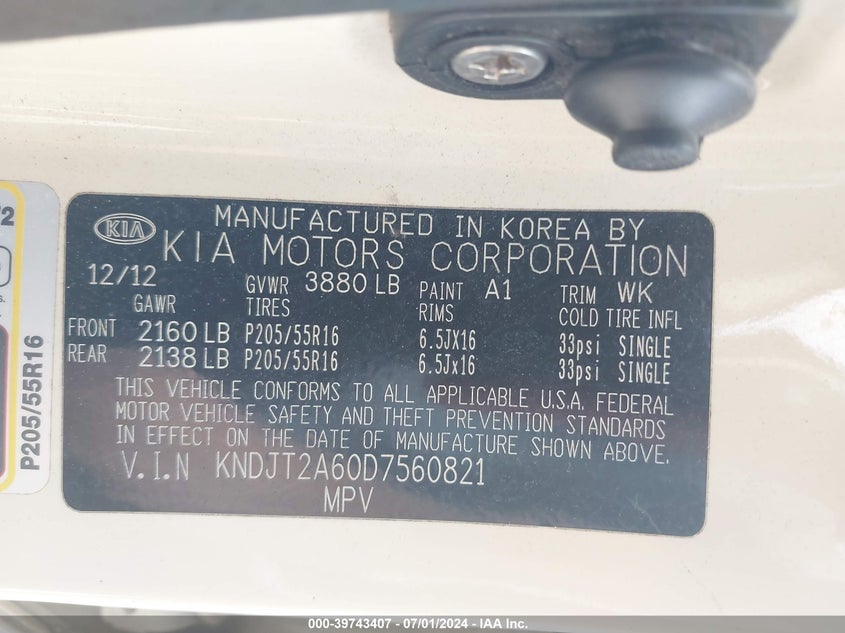 KIA
MANUFACTURED IN KOREA BY
KIA MOTORS CORPORATION
12/12 GVWR 3880 LB PAINT A1 TRIM WK
GAWR TIRES RIMS COLD TIRE INFL
FRONT 2160 LB P205/55R16 6.5JX16 33psi SINGLE
REAR 2138 LB P205/55R16 6.5Jx16 33psi SINGLE
THIS VEHICLE CONFORMS TO ALL APPLICABLE U.S.A. FEDERAL
MOTOR VEHICLE SAFETY AND THEFT PREVENTION STANDARDS
IN EFFECT ON THE DATE OF MANUFACTURE SHOWN ABOVE.
V.I.N KNDJT2A60D7560821
MPV
P205/55R16
000-39743407 - 07/01/2024 - IAA Inc.